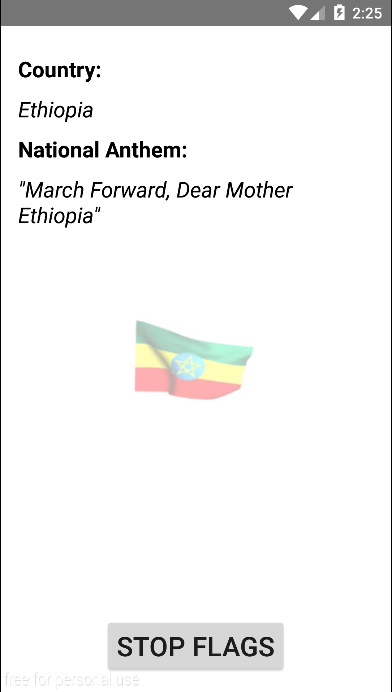 2:25
Country:
Ethiopia
National Anthem:
"March Forward, Dear Mother
Ethiopia"
STOP FLAGS
free for personal use